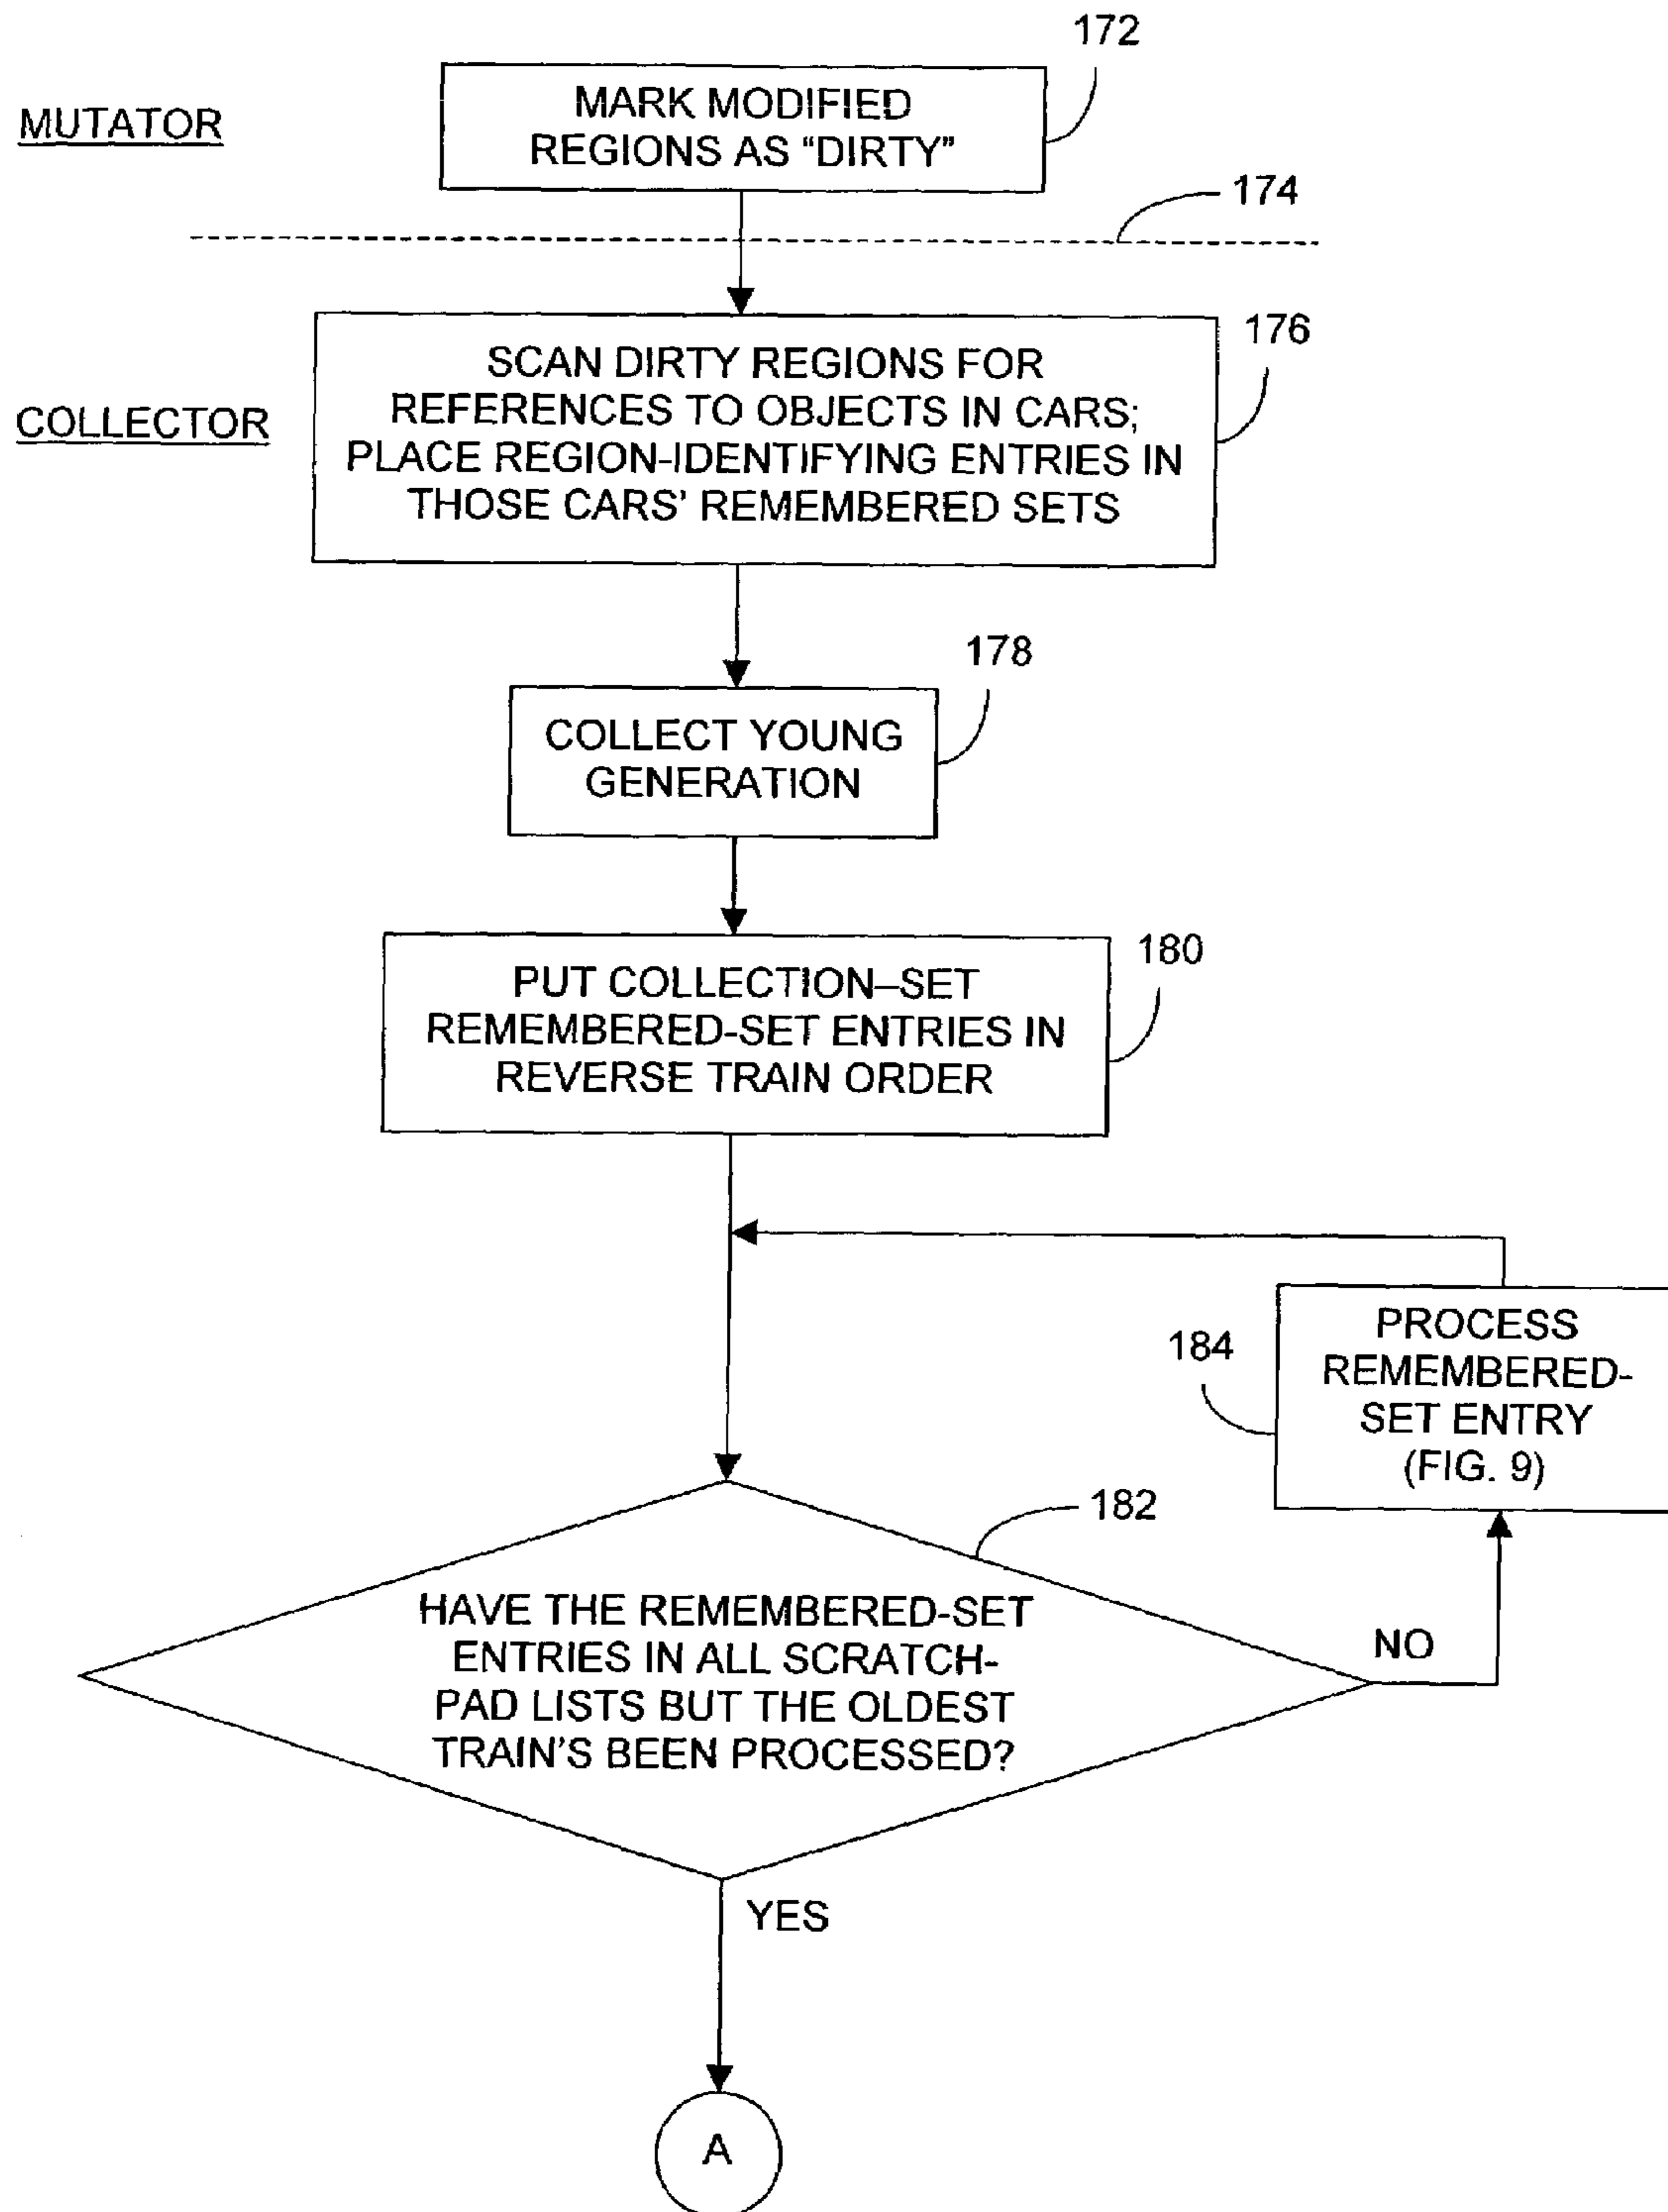 172
MUTATOR
MARK MODIFIED
REGIONS AS "DIRTY"
174
176
COLLECTOR
SCAN DIRTY REGIONS FOR
REFERENCES TO OBJECTS IN CARS;
PLACE REGION-IDENTIFYING ENTRIES IN
THOSE CARS' REMEMBERED SETS
178
COLLECT YOUNG
GENERATION
180
PUT COLLECTION–SET
REMEMBERED-SET ENTRIES IN
REVERSE TRAIN ORDER
184
PROCESS
REMEMBERED-
SET ENTRY
(FIG. 9)
182
HAVE THE REMEMBERED-SET
ENTRIES IN ALL SCRATCH-
PAD LISTS BUT THE OLDEST
TRAIN'S BEEN PROCESSED?
NO
YES
A